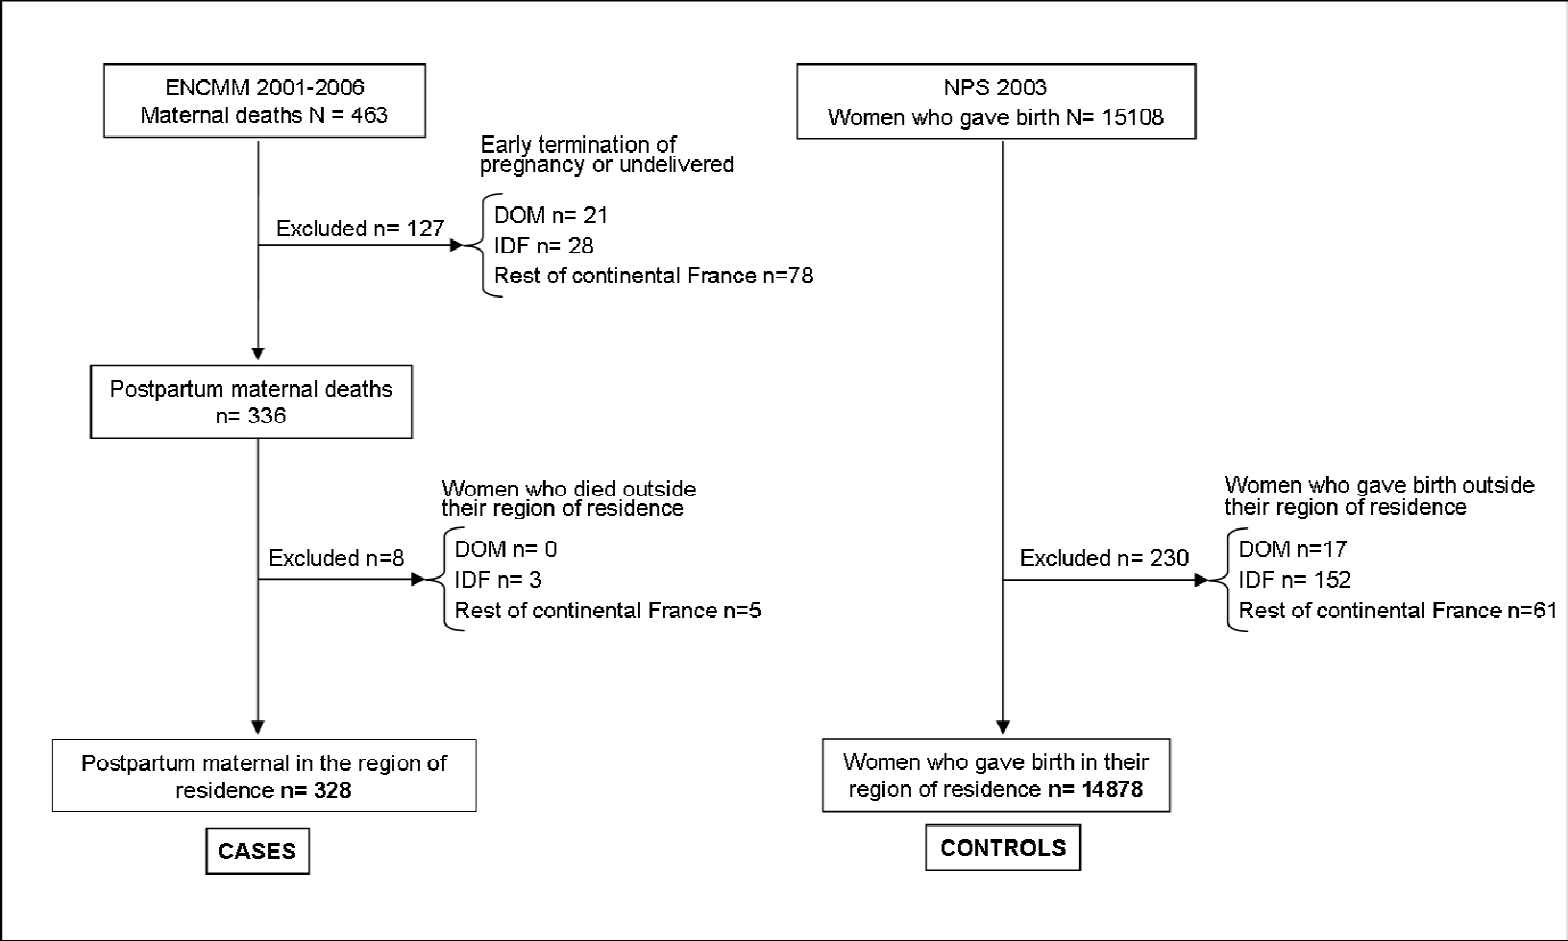 ENCMM 2001-2006
Maternal deaths N = 463
Early termination of
pregnancy or undelivered
Excluded n= 127
DOM n= 21
IDF n= 28
Rest of continental France n=78
Postpartum maternal deaths
n= 336
Women who died outside
their region of residence
Excluded n=8
DOM n= 0
IDF n= 3
Rest of continental France n=5
Postpartum maternal in the region of
residence n= 328
CASES
NPS 2003
Women who gave birth N= 15108
Women who gave birth outside
their region of residence
Excluded n= 230
DOM n=17
IDF n= 152
Rest of continental France n=61
Women who gave birth in their
region of residence n= 14878
CONTROLS